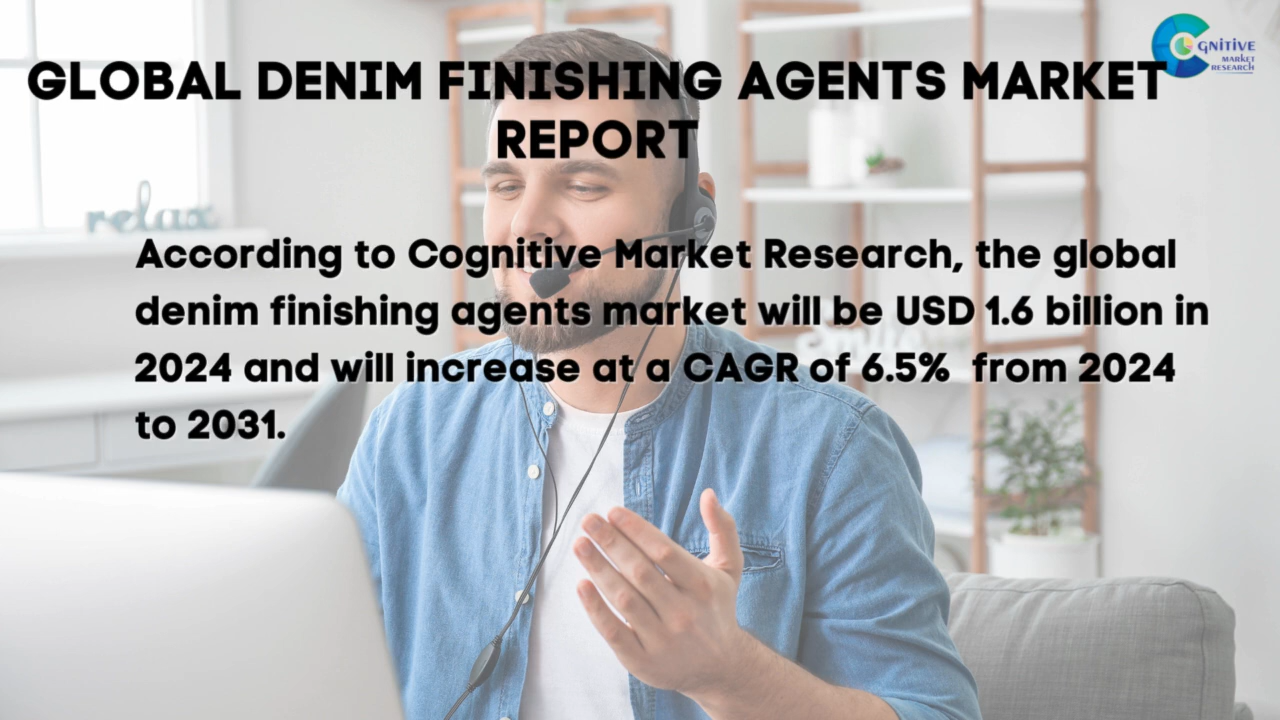 GNITIVE
MARKET
RESEARCH
GLOBAL DENIM FINISHING AGENTS MARKET
REPORT
relax
According to Cognitive Market Research, the global
denim finishing agents market will be USD 1.6 billion in
2024 and will increase at a CAGR of 6.5% from 2024
to 2031.
Smile